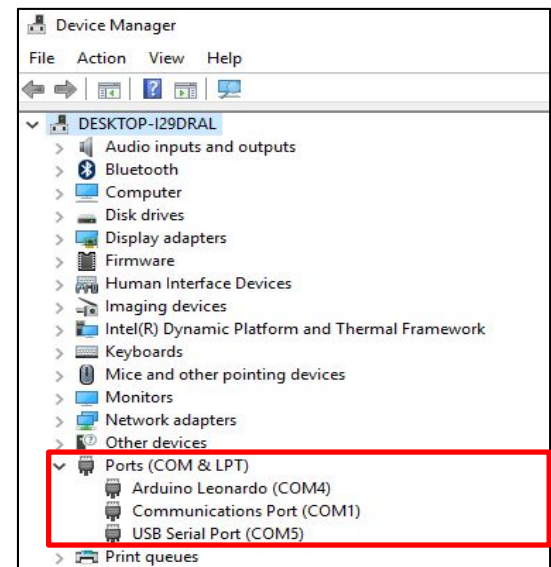 Device Manager
File Action View Help
DESKTOP-I29DRAL
Audio inputs and outputs
Bluetooth
Computer
Disk drives
Display adapters
Firmware
Human Interface Devices
Imaging devices
Intel(R) Dynamic Platform and Thermal Framework
Keyboards
Mice and other pointing devices
Monitors
Network adapters
Other devices
Ports (COM & LPT)
Arduino Leonardo (COM4)
Communications Port (COM1)
USB Serial Port (COM5)
Print queues